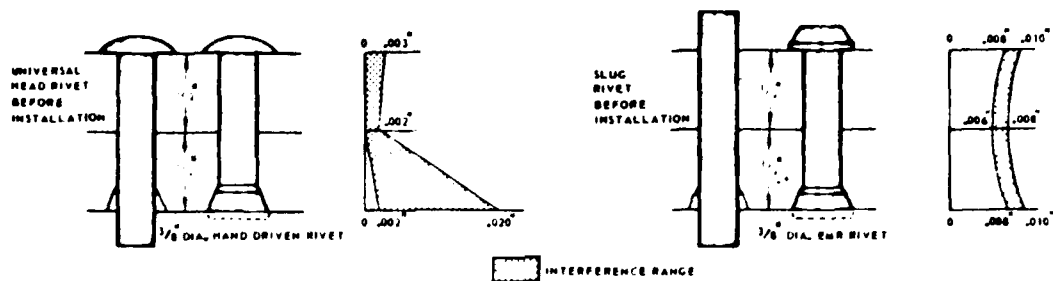 UNIVERSAL
HEAD RIVET
BEFORE
INSTALLATION
0 .003"
.002"
0 .002" .020"
3/8" DIA. HAND DRIVEN RIVET
SLUG
RIVET
BEFORE
INSTALLATION
0 .008" .010"
.006" .008"
0 .008" .010"
3/8" DIA. EMR RIVET
INTERFERENCE RANGE